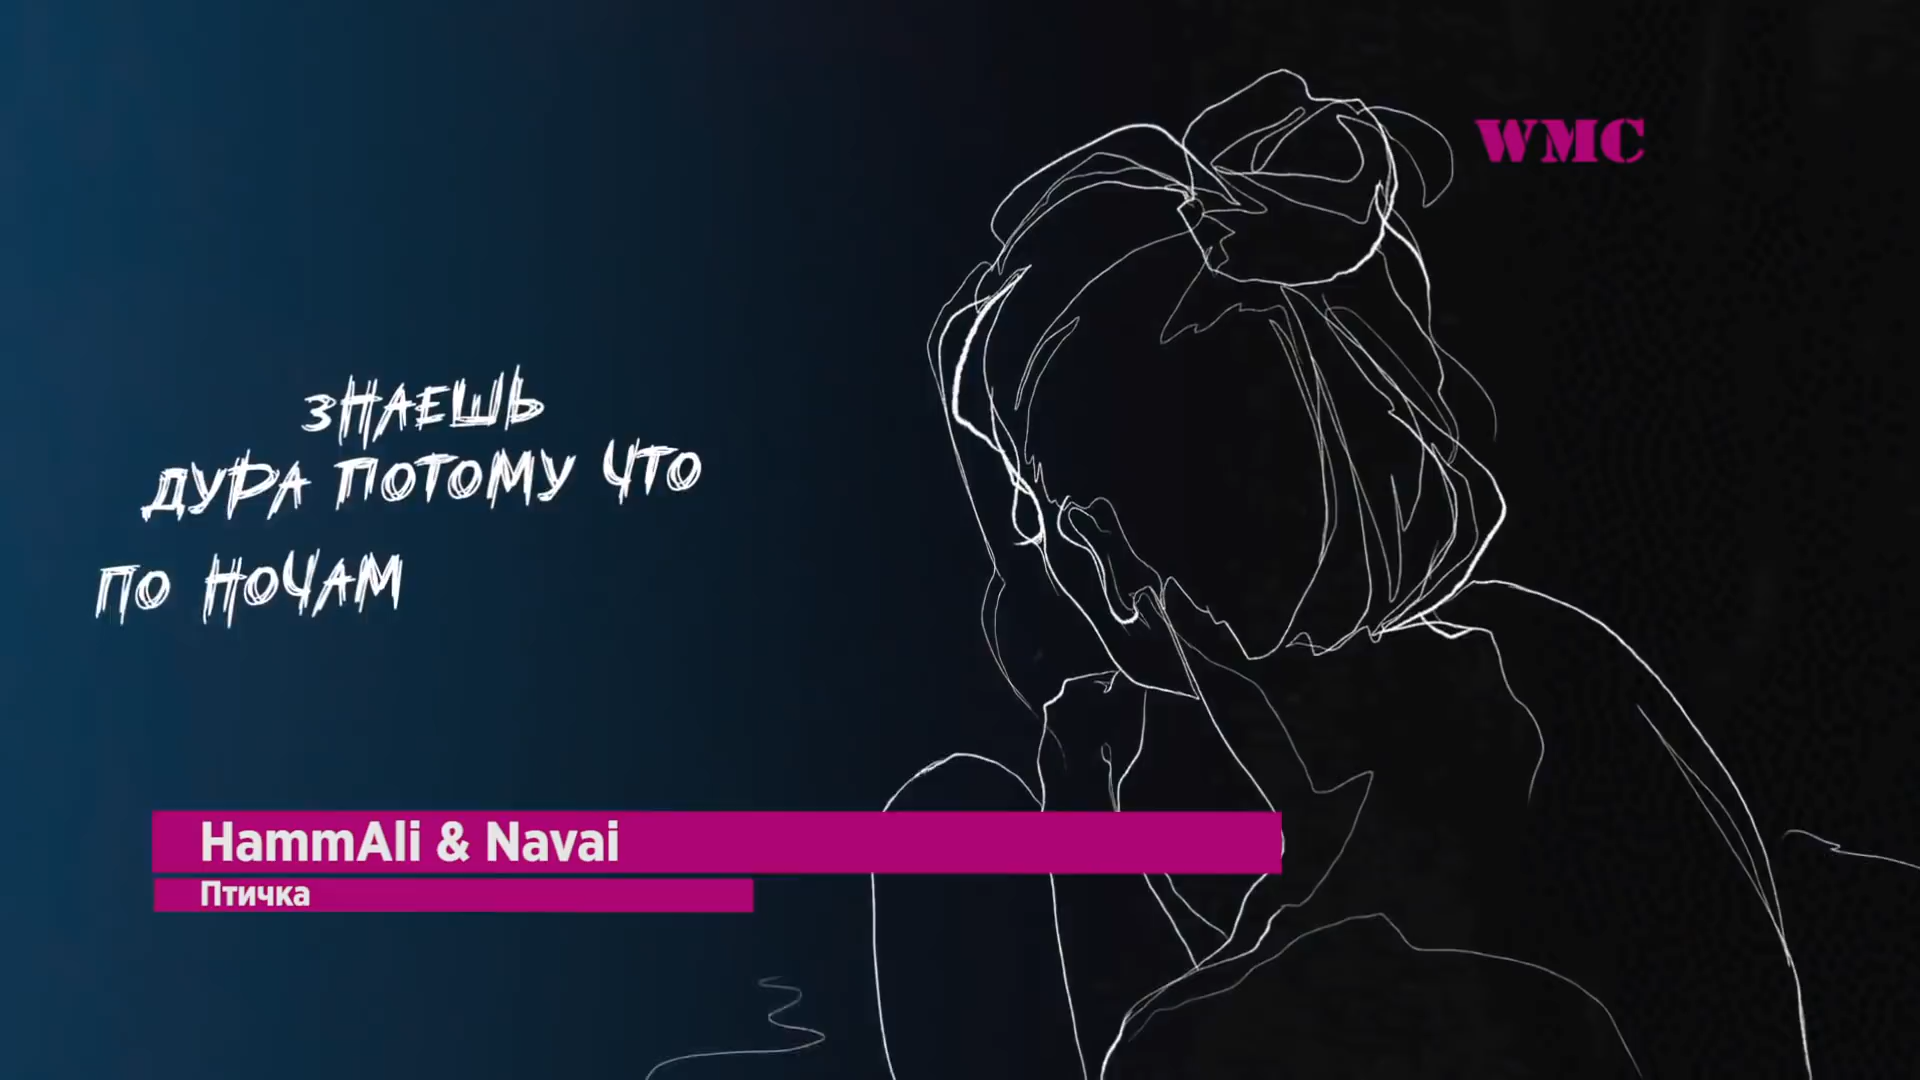 WMC
знАЕШЬ
ДУРА ПОТОМУ ЧТО
ПО НОЧАМ
HammAli & Navai
Птичка